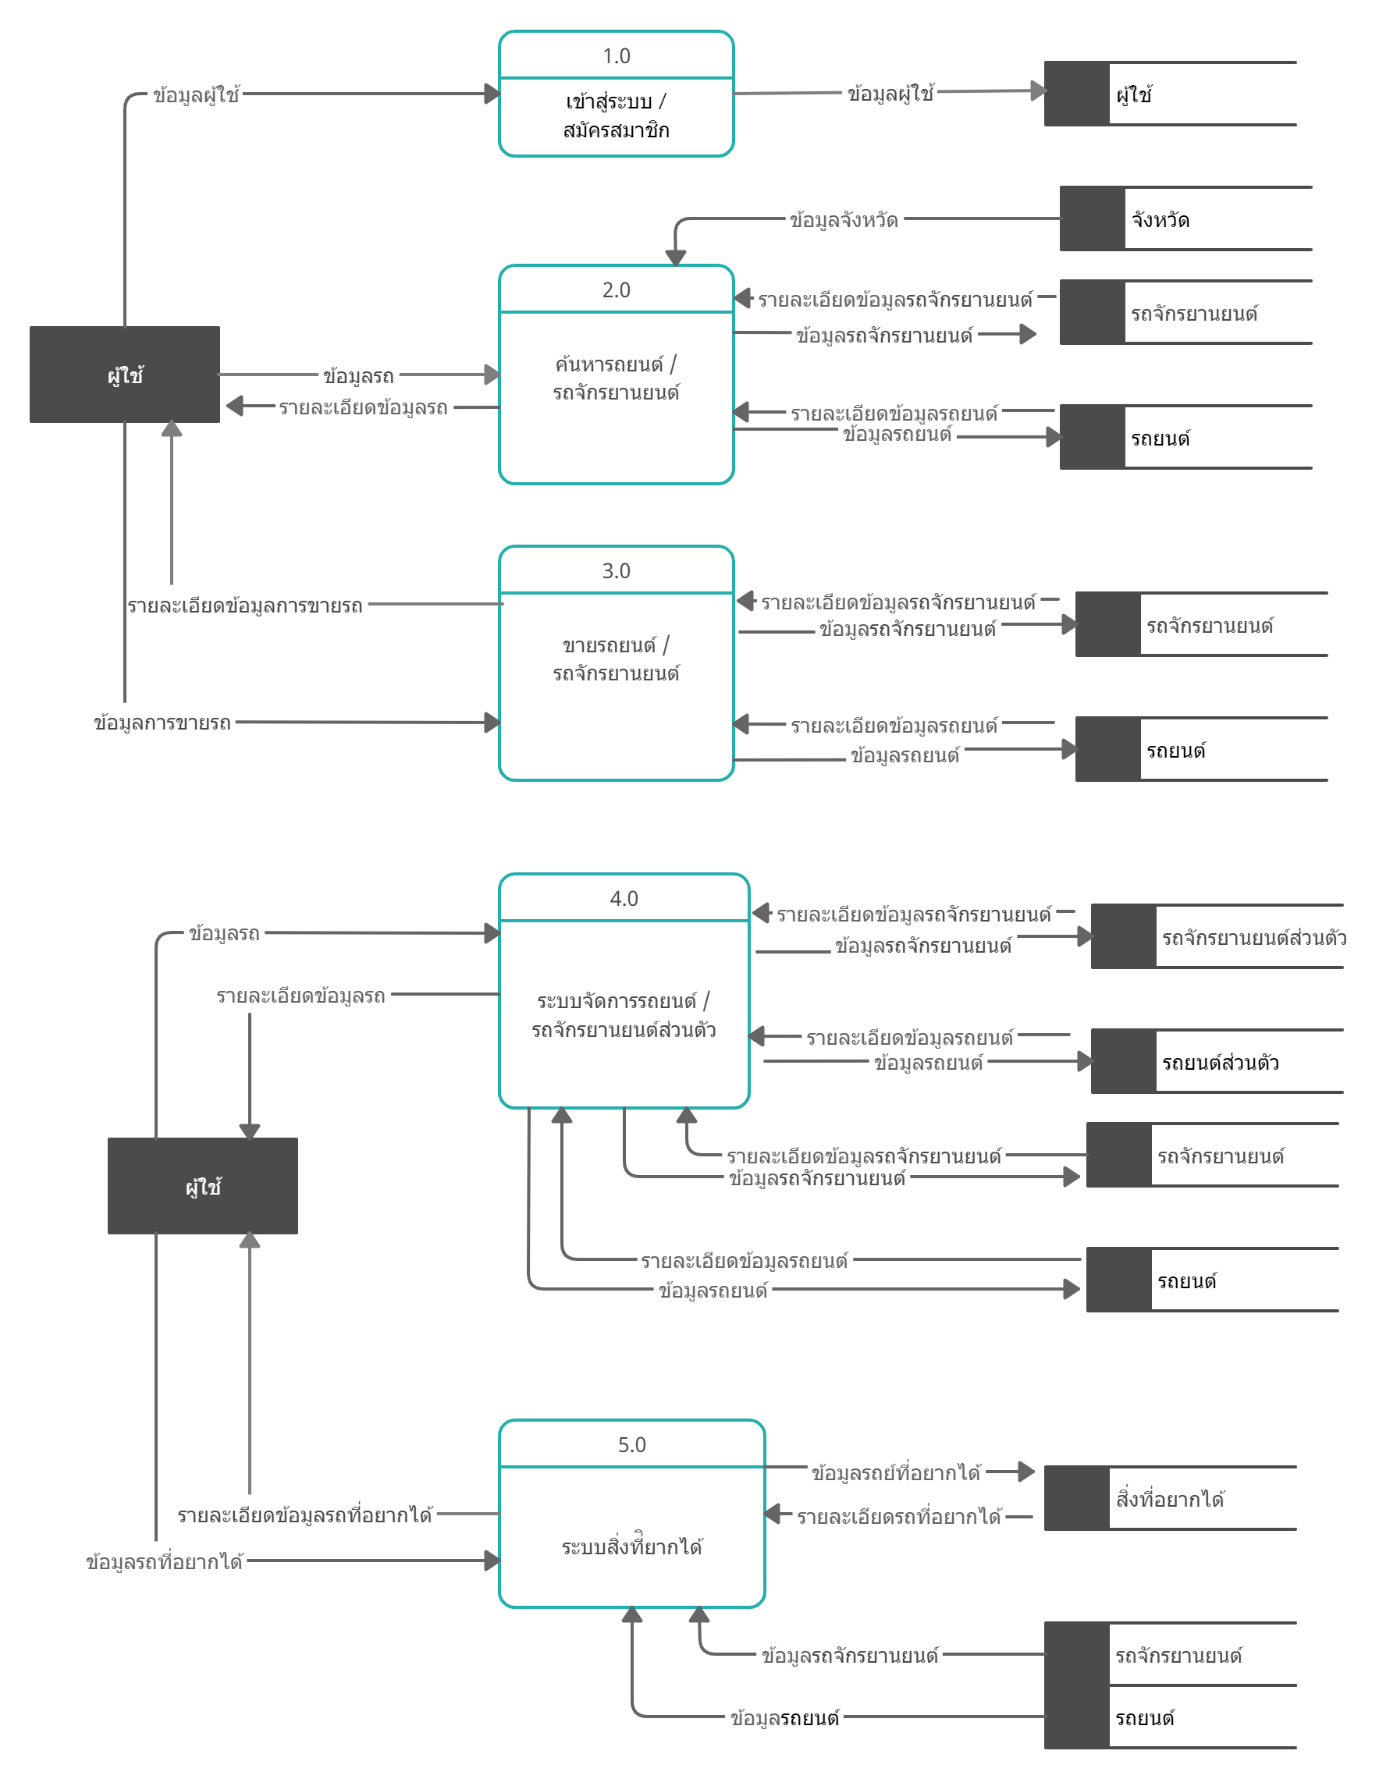 1.0
ข้อมูลผู้ใช้
เข้าสู่ระบบ /
สมัครสมาชิก
ข้อมูลผู้ใช้
ผู้ใช้
ข้อมูลจังหวัด
จังหวัด
2.0
รายละเอียดข้อมูลรถจักรยานยนต์
รถจักรยานยนต์
ข้อมูลรถจักรยานยนต์
ผู้ใช้
ข้อมูลรถ
ค้นหารถยนต์ /
รถจักรยานยนต์
รายละเอียดข้อมูลรถ
รายละเอียดข้อมูลรถยนต์
ข้อมูลรถยนต์
รถยนต์
3.0
รายละเอียดข้อมูลการขายรถ
รายละเอียดข้อมูลรถจักรยานยนต์
ข้อมูลรถจักรยานยนต์
รถจักรยานยนต์
ขายรถยนต์ /
รถจักรยานยนต์
ข้อมูลการขายรถ
รายละเอียดข้อมูลรถยนต์
ข้อมูลรถยนต์
รถยนต์
4.0
ข้อมูลรถ
รายละเอียดข้อมูลรถจักรยานยนต์
ข้อมูลรถจักรยานยนต์
รถจักรยานยนต์ส่วนตัว
รายละเอียดข้อมูลรถ
ระบบจัดการรถยนต์ /
รถจักรยานยนต์ส่วนตัว
รายละเอียดข้อมูลรถยนต์
ข้อมูลรถยนต์
รถยนต์ส่วนตัว
รายละเอียดข้อมูลรถจักรยานยนต์
ข้อมูลรถจักรยานยนต์
รถจักรยานยนต์
ผู้ใช้
รายละเอียดข้อมูลรถยนต์
ข้อมูลรถยนต์
รถยนต์
5.0
ข้อมูลรถย์ที่อยากได้
สิ่งที่อยากได้
รายละเอียดข้อมูลรถที่อยากได้
รายละเอียดรถที่อยากได้
ระบบสิ่งที่ิยากได้
ข้อมูลรถที่อยากได้
ข้อมูลรถจักรยานยนต์
รถจักรยานยนต์
ข้อมูลรถยนต์
รถยนต์